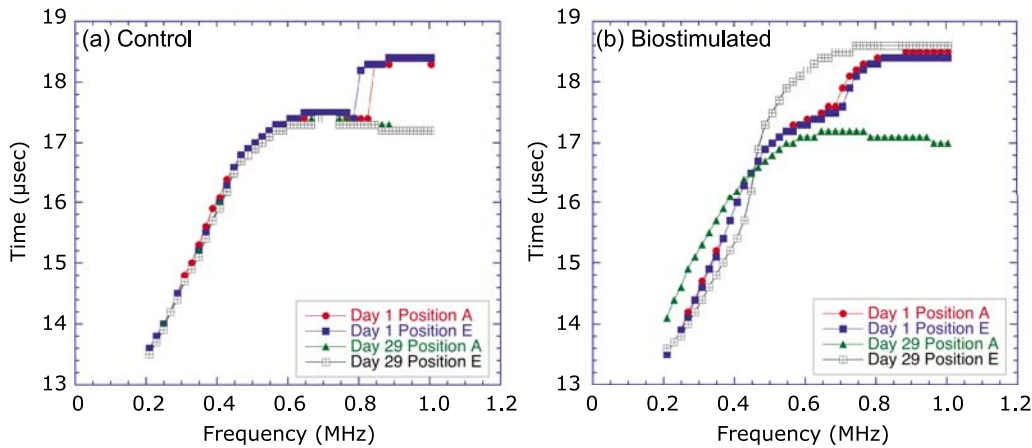 (a) Control
19
18
17
16
15
14
13
Time (μsec)
0 0.2 0.4 0.6 0.8 1.0 1.2
Frequency (MHz)
Day 1 Position A
Day 1 Position E
Day 29 Position A
Day 29 Position E
(b) Biostimulated
19
18
17
16
15
14
13
Time (μsec)
0 0.2 0.4 0.6 0.8 1.0 1.2
Frequency (MHz)
Day 1 Position A
Day 1 Position E
Day 29 Position A
Day 29 Position E